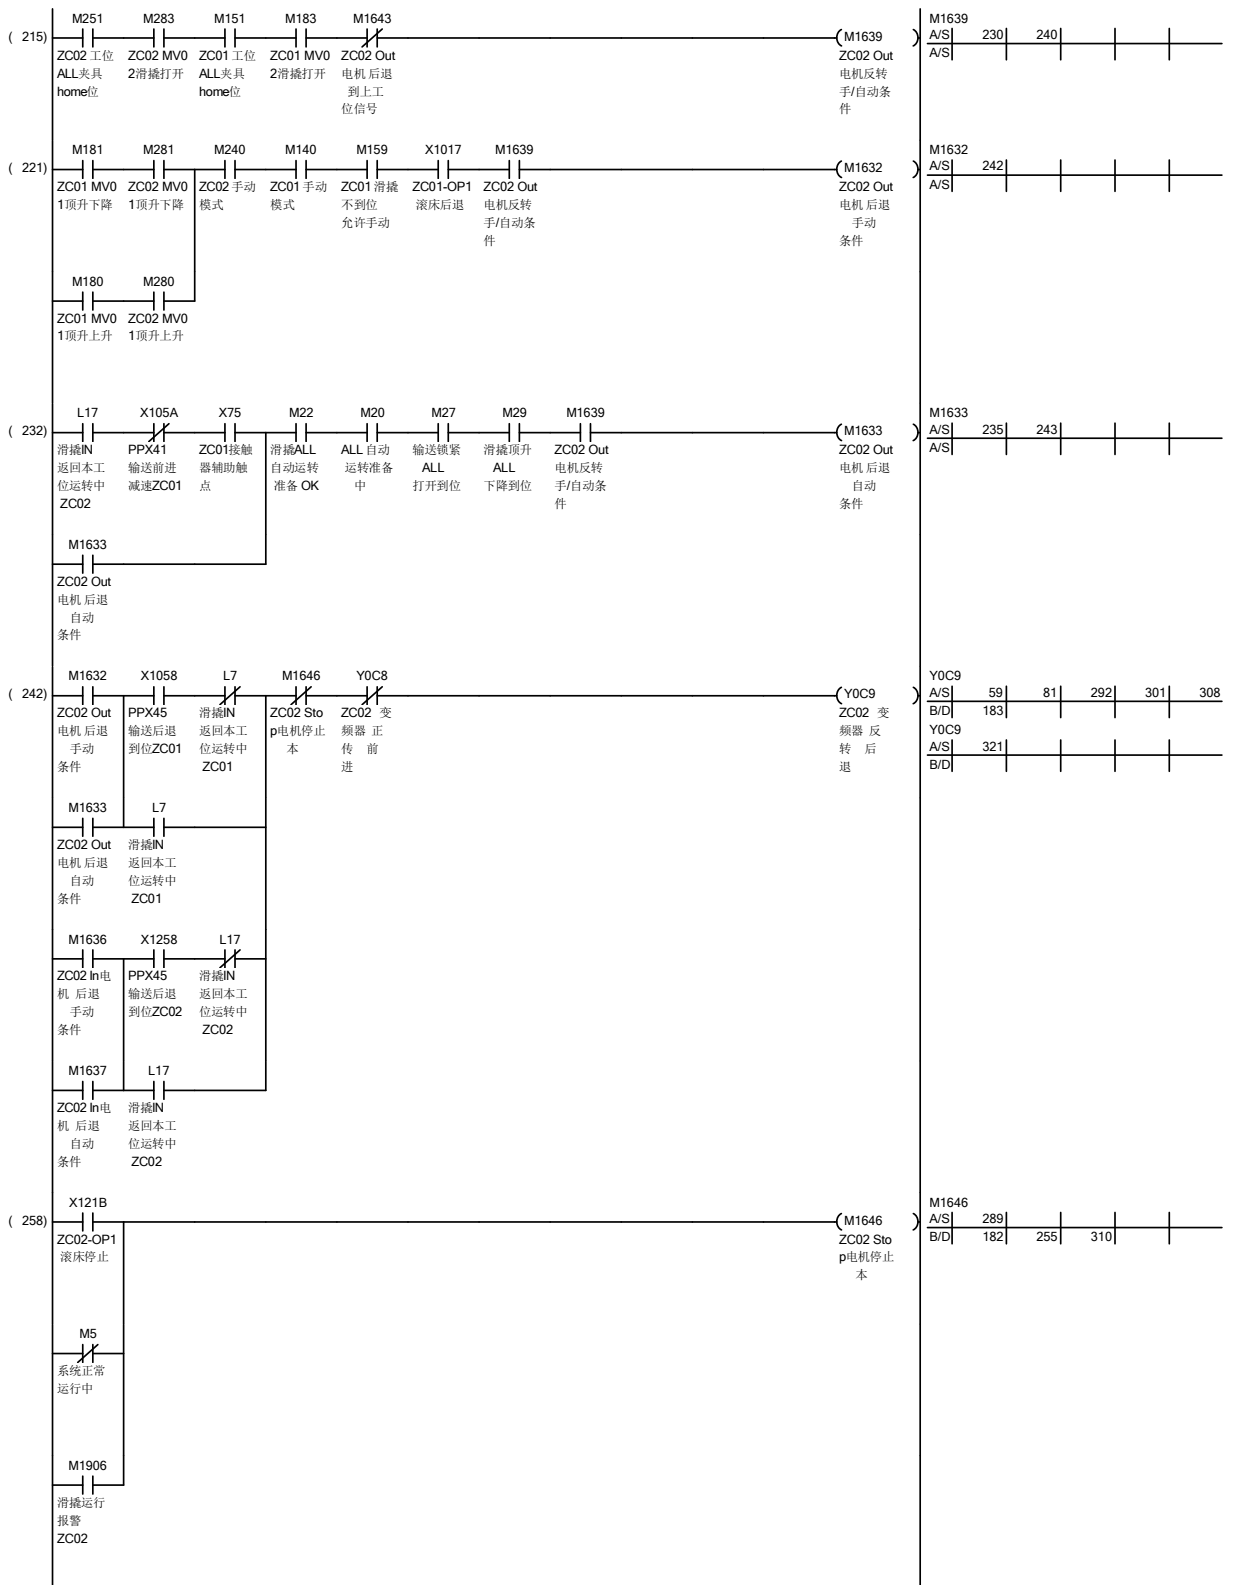 M251 M283 M151 M183 M1643 M1639
( 215) (M1639 ) A/S 230 240
ZC02 工位 ZC02 MV0 ZC01 工位 ZC01 MV0 ZC02 Out ZC02 Out A/S
ALL夹具 2滑撬打开 ALL夹具 2滑撬打开 电机 后退 电机反转
home位 home位 到上工 手/自动条
位信号 件
M181 M281 M240 M140 M159 X1017 M1639 M1632
( 221) (M1632 ) A/S 242
ZC01 MV0 ZC02 MV0 ZC02 手动 ZC01 手动 ZC01 滑撬 ZC01-OP1 ZC02 Out ZC02 Out A/S
1顶升下降 1顶升下降 模式 模式 不到位 滚床后退 电机反转 电机 后退
允许手动 手/自动条 手动
件 条件
M180 M280
ZC01 MV0 ZC02 MV0
1顶升上升 1顶升上升
L17 X105A X75 M22 M20 M27 M29 M1639 M1633
( 232) (M1633 ) A/S 235 243
滑撬IN PPX41 ZC01接触 滑撬ALL ALL 自动 输送锁紧 滑撬顶升 ZC02 Out ZC02 Out A/S
返回本工 输送前进 器辅助触 自动运转 运转准备 ALL ALL 电机反转 电机 后退
位运转中 减速ZC01 点 准备 OK 中 打开到位 下降到位 手/自动条 自动
ZC02 件 条件
M1633
ZC02 Out
电机 后退
自动
条件
M1632 X1058 L7 M1646 Y0C8 Y0C9
( 242) (Y0C9 ) A/S 59 81 292 301 308
ZC02 Out PPX45 滑撬IN ZC02 Sto ZC02 变 ZC02 变 B/D 183
电机 后退 输送后退 返回本工 p电机停止 频器 正 频器 反 Y0C9
手动 到位ZC01 位运转中 本 传 前 转 后 A/S 321
条件 ZC01 进 退 B/D
M1633 L7
ZC02 Out 滑撬IN
电机 后退 返回本工
自动 位运转中
条件 ZC01
M1636 X1258 L17
ZC02 In电 PPX45 滑撬IN
机 后退 输送后退 返回本工
手动 到位ZC02 位运转中
条件 ZC02
M1637 L17
ZC02 In电 滑撬IN
机 后退 返回本工
自动 位运转中
条件 ZC02
X121B M1646
( 258) (M1646 ) A/S 289
ZC02-OP1 ZC02 Sto B/D 182 255 310
滚床停止 p电机停止
本
M5
系统正常
运行中
M1906
滑撬运行
报警
ZC02